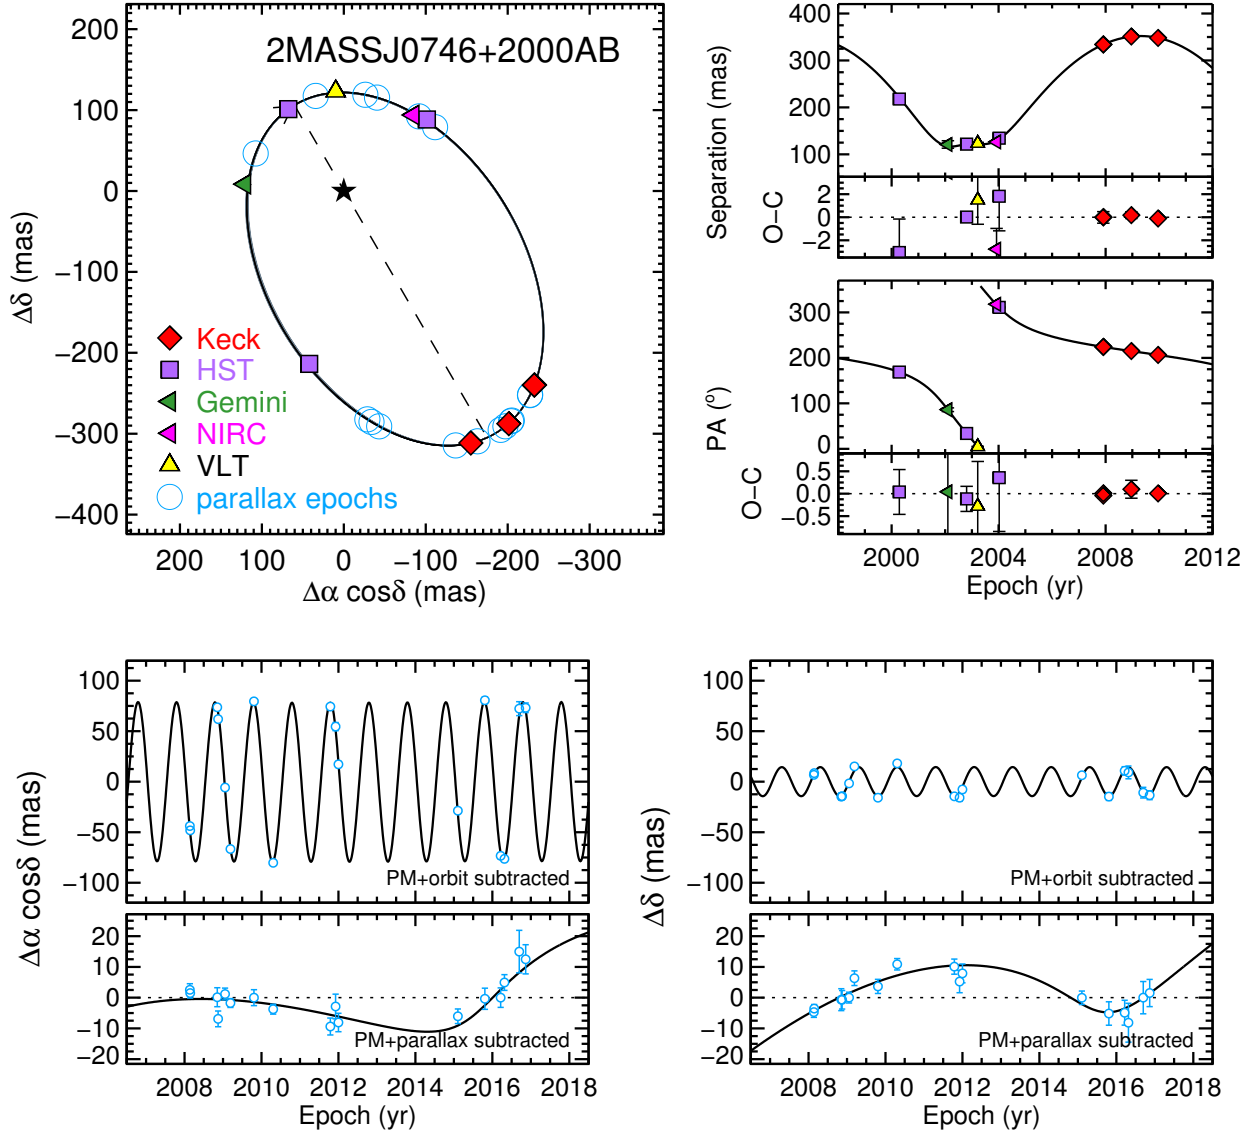 2MASSJ0746+2000AB
200
100
0
−100
−200
−300
−400
Δδ (mas)
Keck
HST
Gemini
NIRC
VLT
parallax epochs
200 100 0 −100 −200 −300
Δα cosδ (mas)
400
300
200
100
Separation (mas)
2
0
−2
O−C
300
200
100
0
PA (°)
0.5
0.0
−0.5
O−C
2000 2004 2008 2012
Epoch (yr)
100
50
0
−50
−100
PM+orbit subtracted
Δα cosδ (mas)
20
10
0
−10
−20
PM+parallax subtracted
2008 2010 2012 2014 2016 2018
Epoch (yr)
100
50
0
−50
−100
PM+orbit subtracted
Δδ (mas)
20
10
0
−10
−20
PM+parallax subtracted
2008 2010 2012 2014 2016 2018
Epoch (yr)